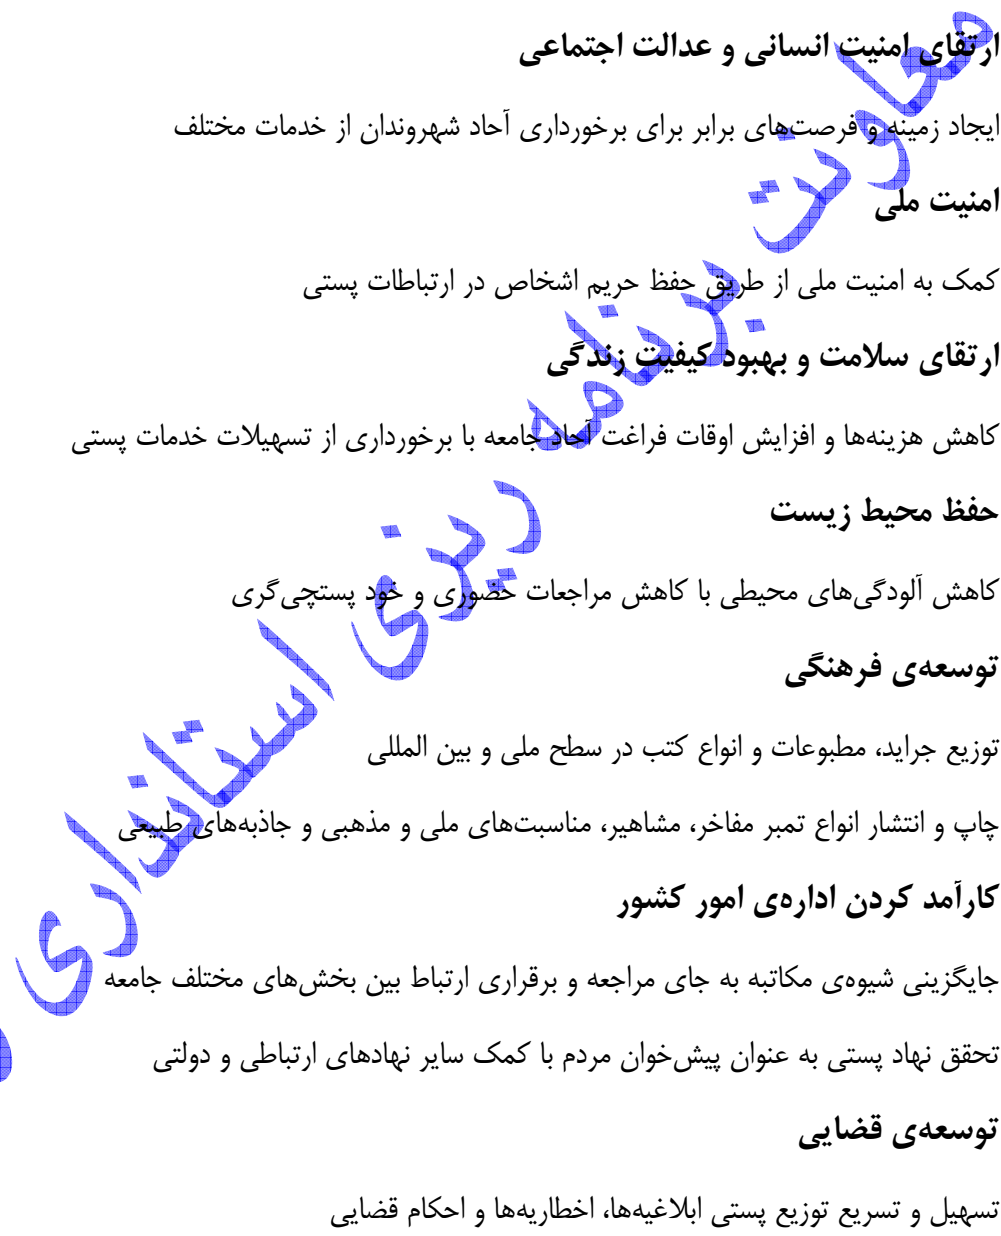 ارتقای امنیت انسانی و عدالت اجتماعی
ایجاد زمینه و فرصت‌های برابر برای برخورداری آحاد شهروندان از خدمات مختلف
امنیت ملی
کمک به امنیت ملی از طریق حفظ حریم اشخاص در ارتباطات پستی
ارتقای سلامت و بهبود کیفیت زندگی
کاهش هزینه‌ها و افزایش اوقات فراغت آحاد جامعه با برخورداری از تسهیلات خدمات پستی
حفظ محیط زیست
کاهش آلودگی‌های محیطی با کاهش مراجعات حضوری و خود پستچی‌گری
توسعه‌ی فرهنگی
توزیع جراید، مطبوعات و انواع کتب در سطح ملی و بین المللی
چاپ و انتشار انواع تمبر مفاخر، مشاهیر، مناسبت‌های ملی و مذهبی و جاذبه‌های طبیعی
کارآمد کردن اداره‌ی امور کشور
جایگزینی شیوه‌ی مکاتبه به جای مراجعه و برقراری ارتباط بین بخش‌های مختلف جامعه
تحقق نهاد پستی به عنوان پیش‌خوان مردم با کمک سایر نهادهای ارتباطی و دولتی
توسعه‌ی قضایی
تسهیل و تسریع توزیع پستی ابلاغیه‌ها، اخطاریه‌ها و احکام قضایی
معاونت برنامه ریزی استانداری